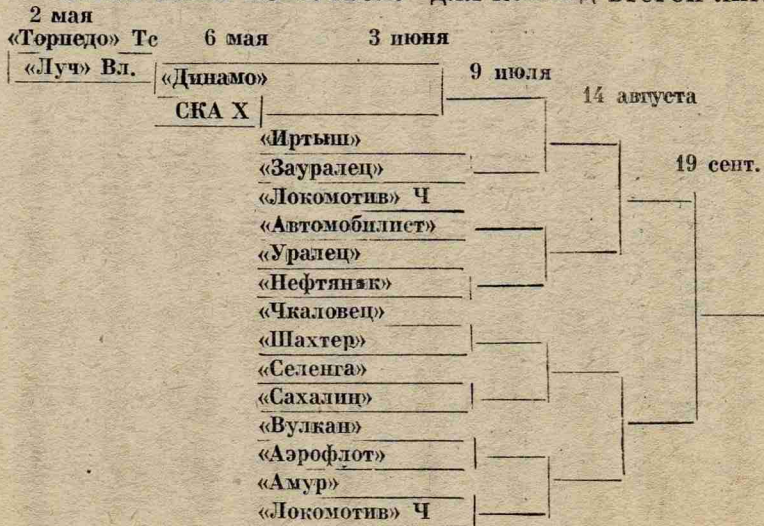 2 мая
«Торпедо» Тс 6 мая 3 июня
«Луч» Вл. «Динамо» 9 июля
СКА Х 14 августа
«Иртыш»
«Зауралец» 19 сент.
«Локомотив» Ч
«Автомобилист»
«Уралец»
«Нефтяник»
«Чкаловец»
«Шахтер»
«Селенга»
«Сахалин»
«Вулкан»
«Аэрофлот»
«Амур»
«Локомотив» Ч